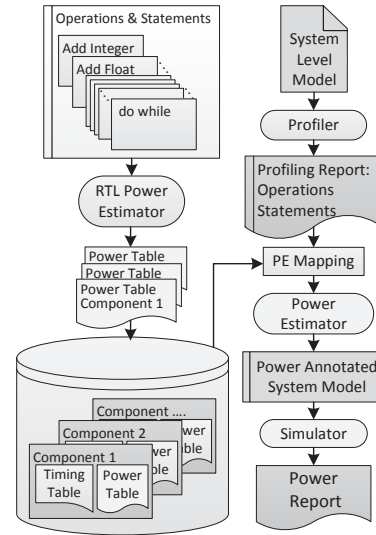 Operations & Statements
Add Integer
Add Float
do while
RTL Power
Estimator
Power Table
Power Table
Power Table
Component 1
Component ....
Component 2
Component 1
Timing
Table
Power
Table
System
Level
Model
Profiler
Profiling Report:
Operations
Statements
PE Mapping
Power
Estimator
Power Annotated
System Model
Simulator
Power
Report